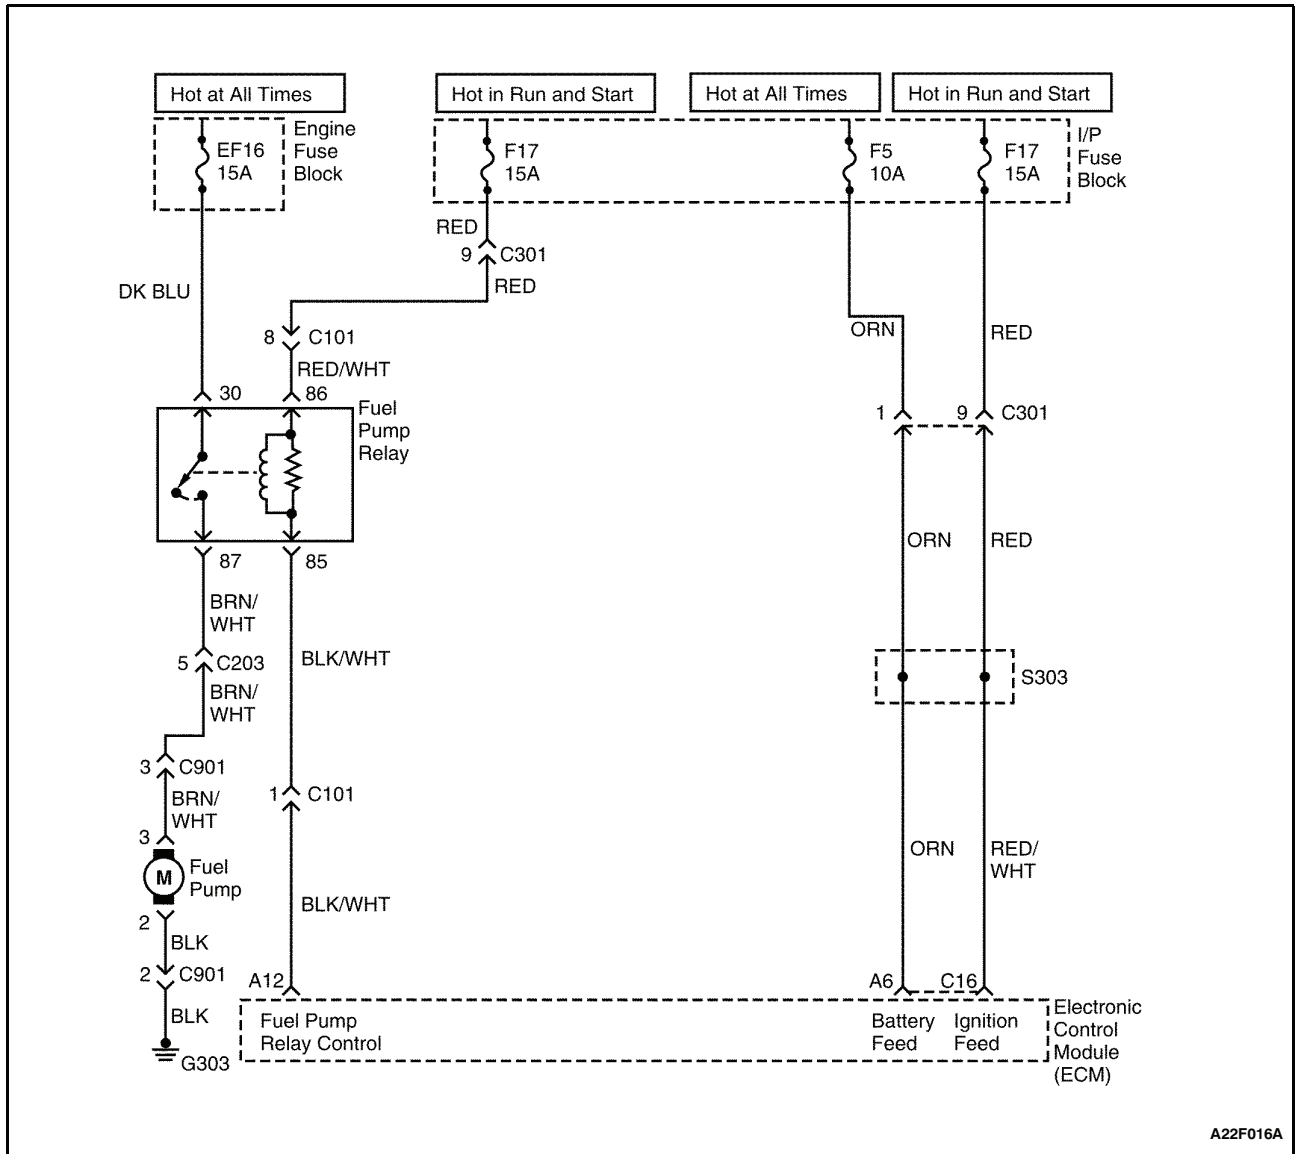 Hot at All Times
Hot in Run and Start
Hot at All Times
Hot in Run and Start
EF16
15A
Engine
Fuse
Block
F17
15A
F5
10A
F17
15A
I/P
Fuse
Block
RED
9 C301
RED
DK BLU
8 C101
RED/WHT
ORN
RED
30
86
Fuel
Pump
Relay
1
9 C301
87
85
ORN
RED
BRN/
WHT
5 C203
BLK/WHT
BRN/
WHT
S303
3 C901
1 C101
BRN/
WHT
3
M
Fuel
Pump
ORN
RED/
WHT
2
BLK/WHT
BLK
2 C901
A12
A6
C16
BLK
G303
Fuel Pump
Relay Control
Battery
Feed
Ignition
Feed
Electronic
Control
Module
(ECM)
A22F016A